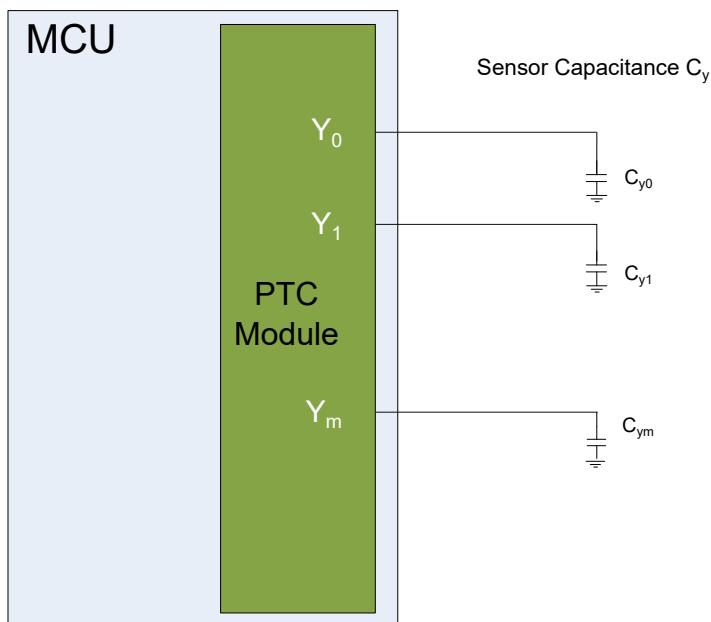 MCU
Sensor Capacitance Cy
Y0
Cy0
Y1
Cy1
PTC
Module
Ym
Cym